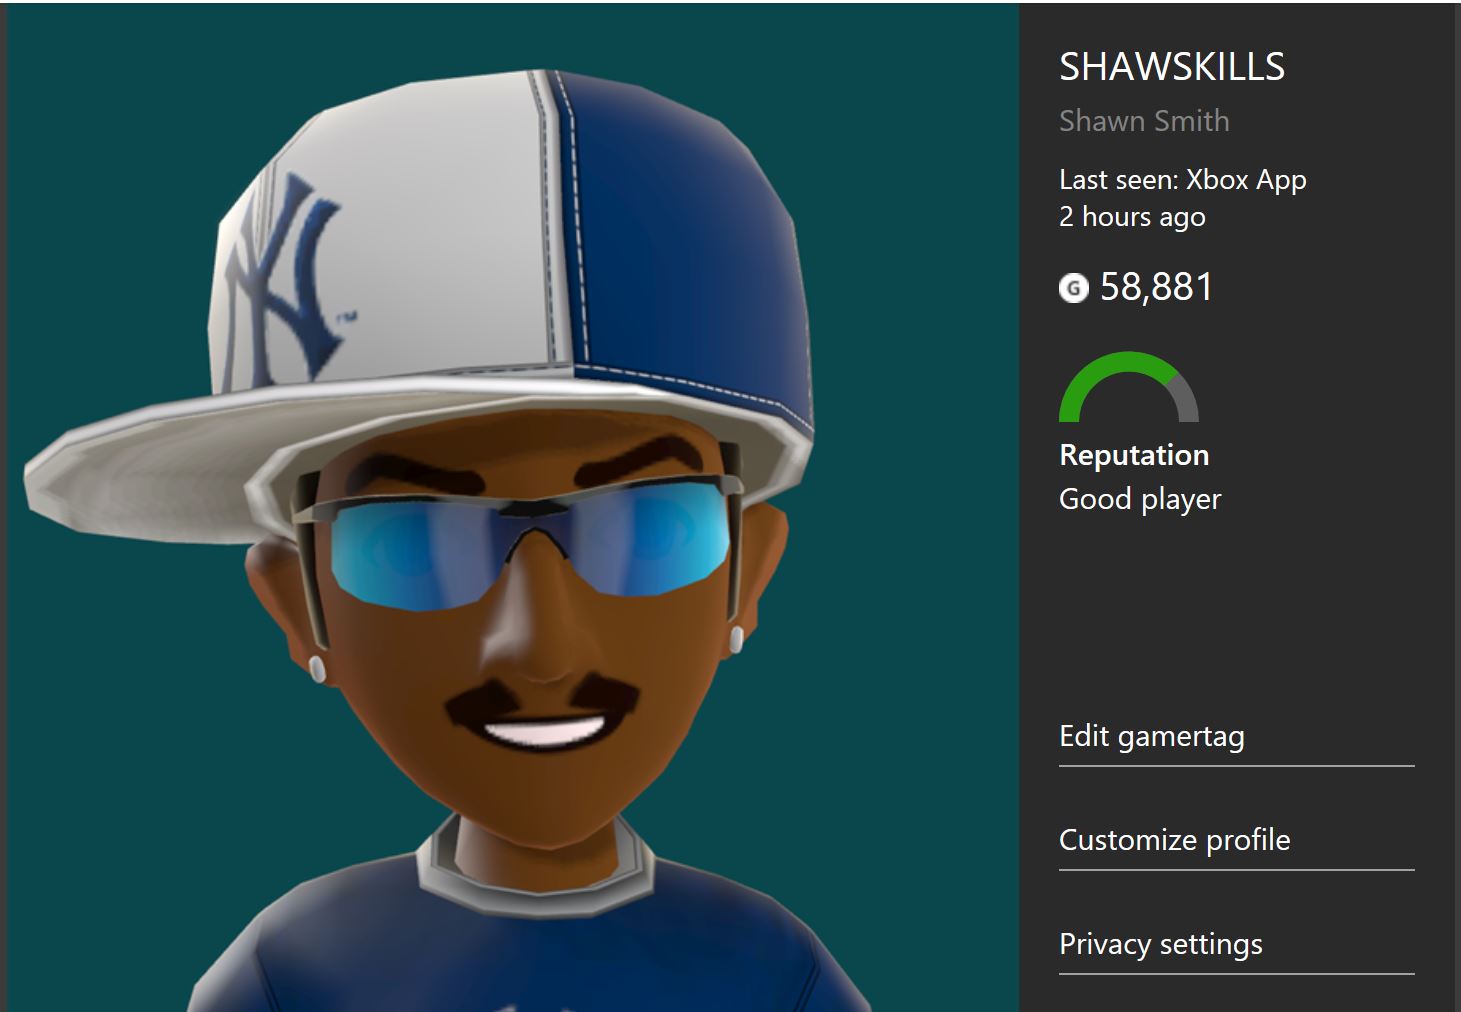 NY
™
SHAWSKILLS
Shawn Smith
Last seen: Xbox App
2 hours ago
G 58,881
Reputation
Good player
Edit gamertag
Customize profile
Privacy settings